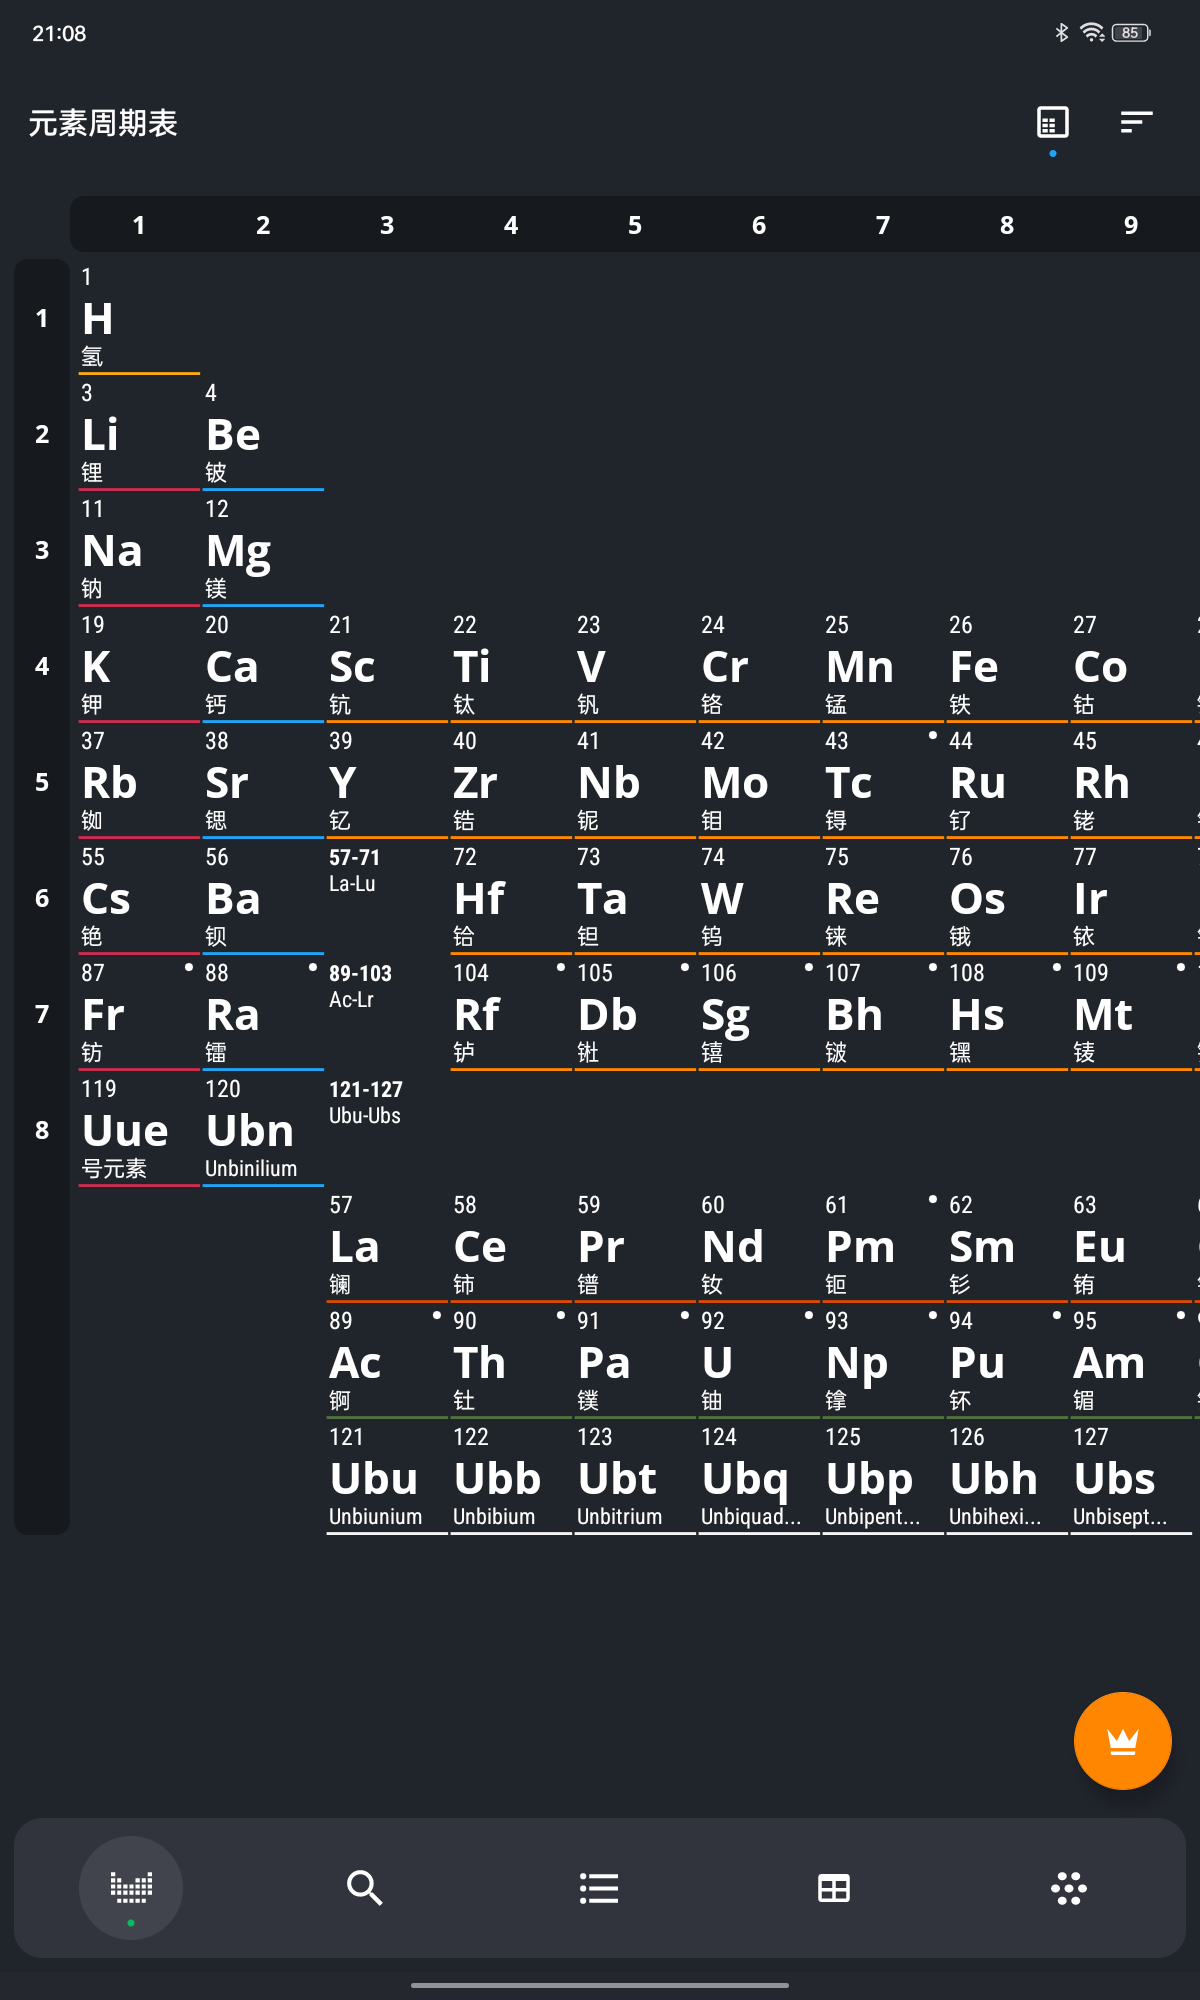 21:08
85
元素周期表
1 2 3 4 5 6 7 8 9
1
1
H
氢
2
3 4
Li Be
锂 铍
3
11 12
Na Mg
钠 镁
4
19 20 21 22 23 24 25 26 27
K Ca Sc Ti V Cr Mn Fe Co
钾 钙 钪 钛 钒 铬 锰 铁 钴
5
37 38 39 40 41 42 43 44 45
Rb Sr Y Zr Nb Mo Tc Ru Rh
铷 锶 钇 锆 铌 钼 锝 钌 铑
6
55 56 57-71 72 73 74 75 76 77
Cs Ba La-Lu Hf Ta W Re Os Ir
铯 钡 铪 钽 钨 铼 锇 铱
7
87 88 89-103 104 105 106 107 108 109
Fr Ra Ac-Lr Rf Db Sg Bh Hs Mt
钫 镭 𬬻 𬭊 𬭳 𬭛 𬭶 鿏
8
119 120 121-127
Uue Ubn Ubu-Ubs
号元素 Unbinilium
57 58 59 60 61 62 63
La Ce Pr Nd Pm Sm Eu
镧 铈 镨 钕 钷 钐 铕
89 90 91 92 93 94 95
Ac Th Pa U Np Pu Am
锕 钍 镤 铀 镎 钚 镅
121 122 123 124 125 126 127
Ubu Ubb Ubt Ubq Ubp Ubh Ubs
Unbiunium Unbibium Unbitrium Unbiquad... Unbipent... Unbihexi... Unbisept...